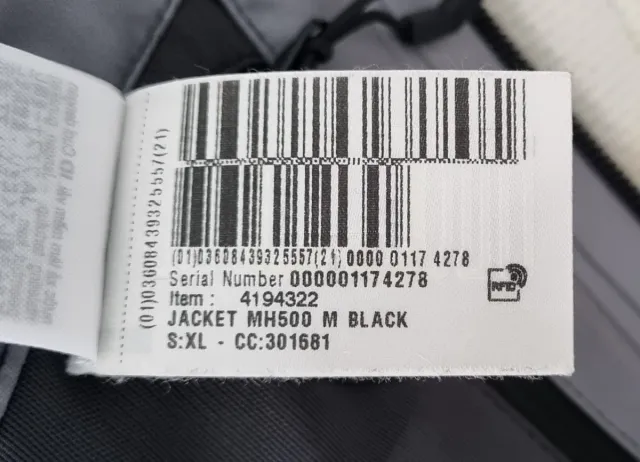 (01)03608439325557(21)
(01)03608439325557(21) 0000 0117 4278
Serial Number 000001174278
Item : 4194322
RFID
JACKET MH500 M BLACK
S:XL - CC:301681